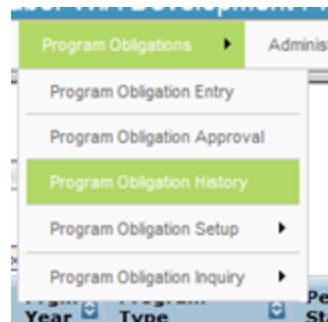 Program Obligations
Program Obligation Entry
Program Obligation Approval
Program Obligation History
Program Obligation Setup
Program Obligation Inquiry
Year Type